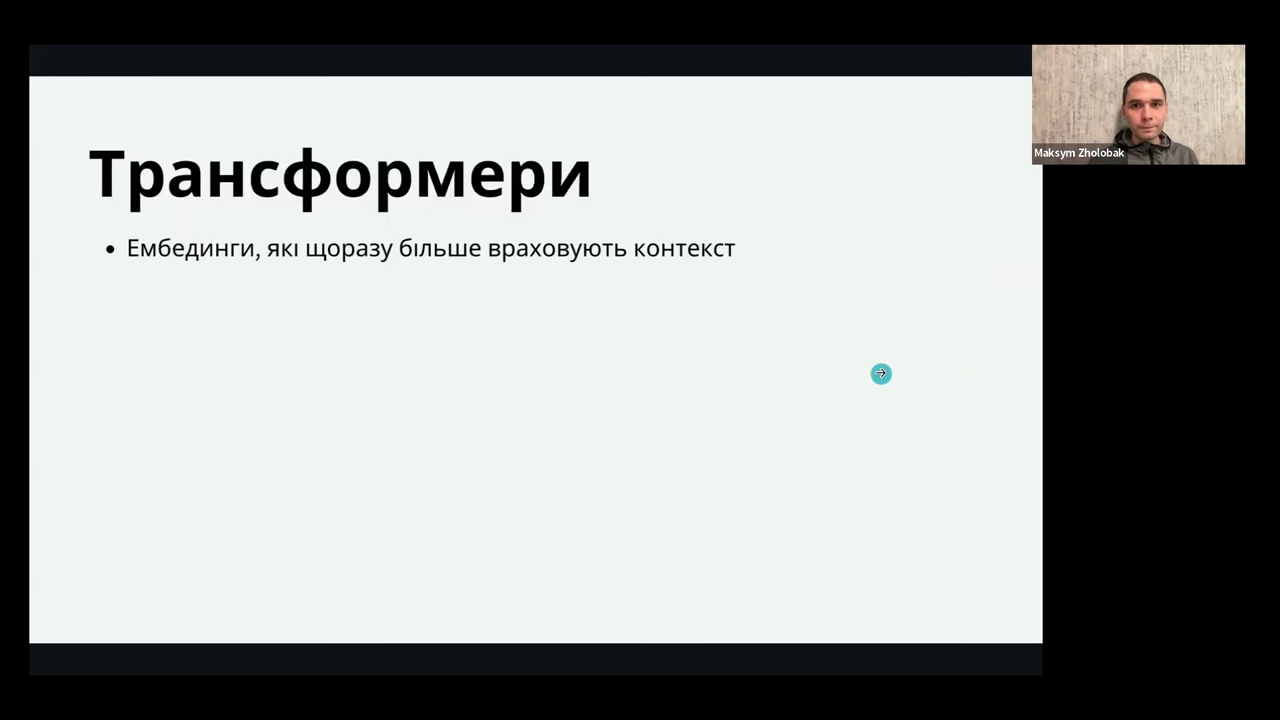 Трансформери
• Ембединги, які щоразу більше враховують контекст
Maksym Zholobak